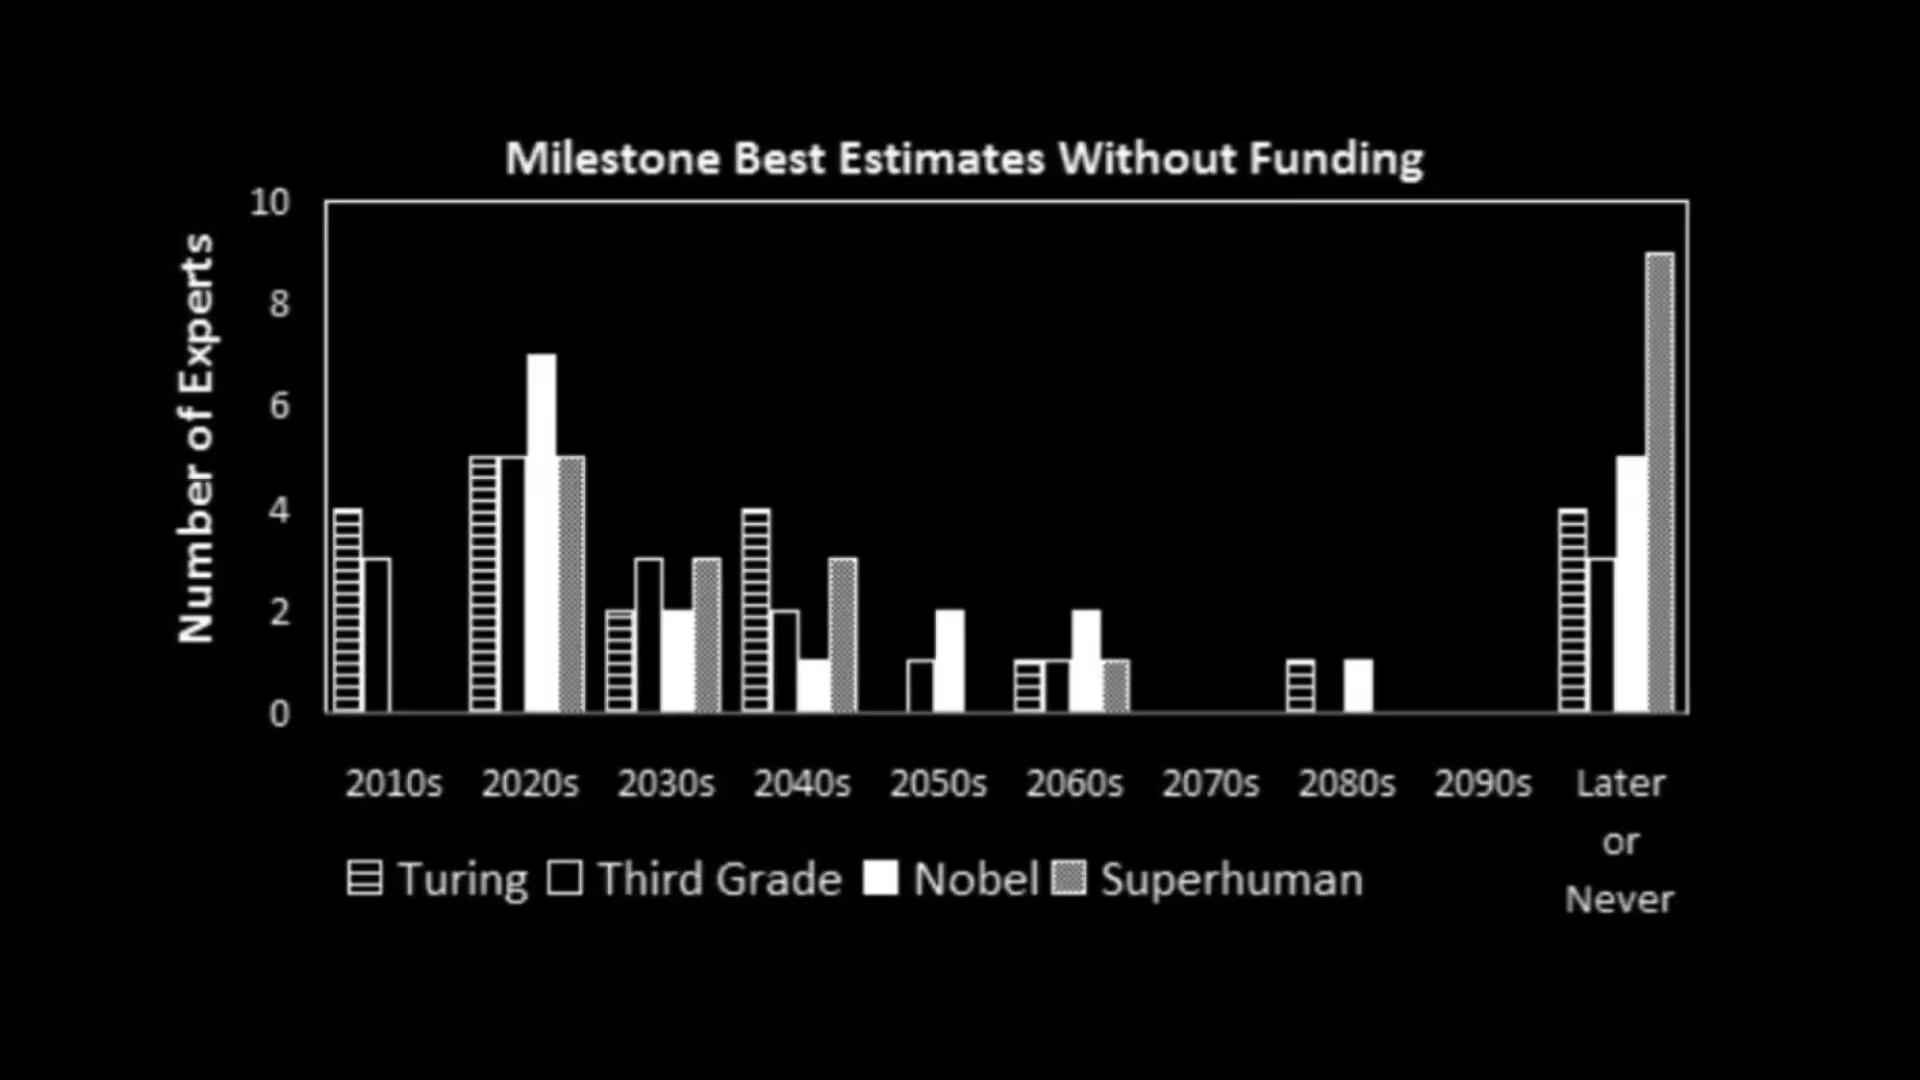 Milestone Best Estimates Without Funding
Number of Experts
10
8
6
4
2
0
2010s 2020s 2030s 2040s 2050s 2060s 2070s 2080s 2090s Later
or
Never
Turing Third Grade Nobel Superhuman